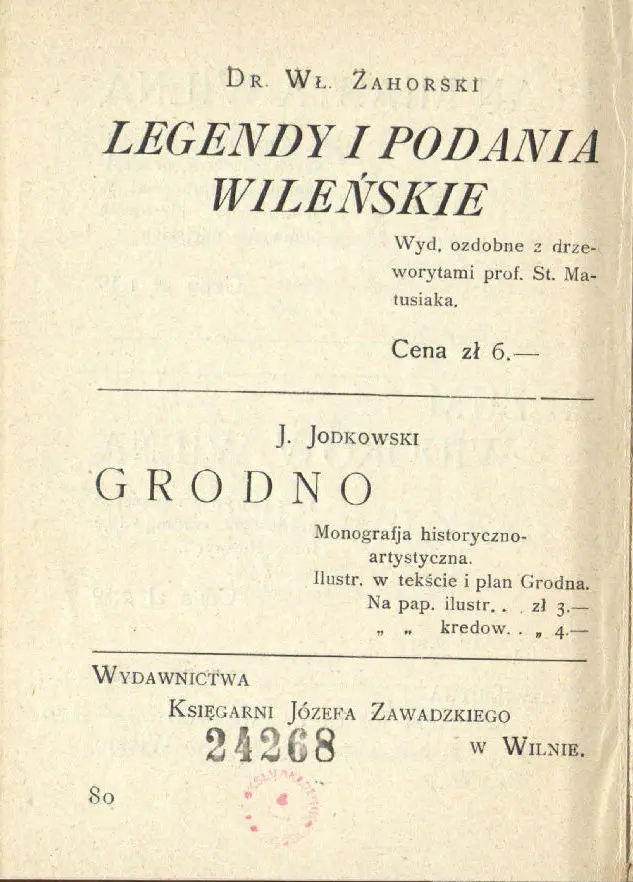 Dr. Wł. Zahorski
LEGENDY I PODANIA
WILEŃSKIE
Wyd. ozdobne z drze-
worytami prof. St. Ma-
tusiaka.
Cena zł 6.—
J. Jodkowski
GRODNO
Monografja historyczno-
artystyczna.
Ilustr. w tekście i plan Grodna.
Na pap. ilustr. . . zł 3.—
„ „ kredow. . „ 4.—
Wydawnictwa
Księgarni Józefa Zawadzkiego
24268
w Wilnie.
80